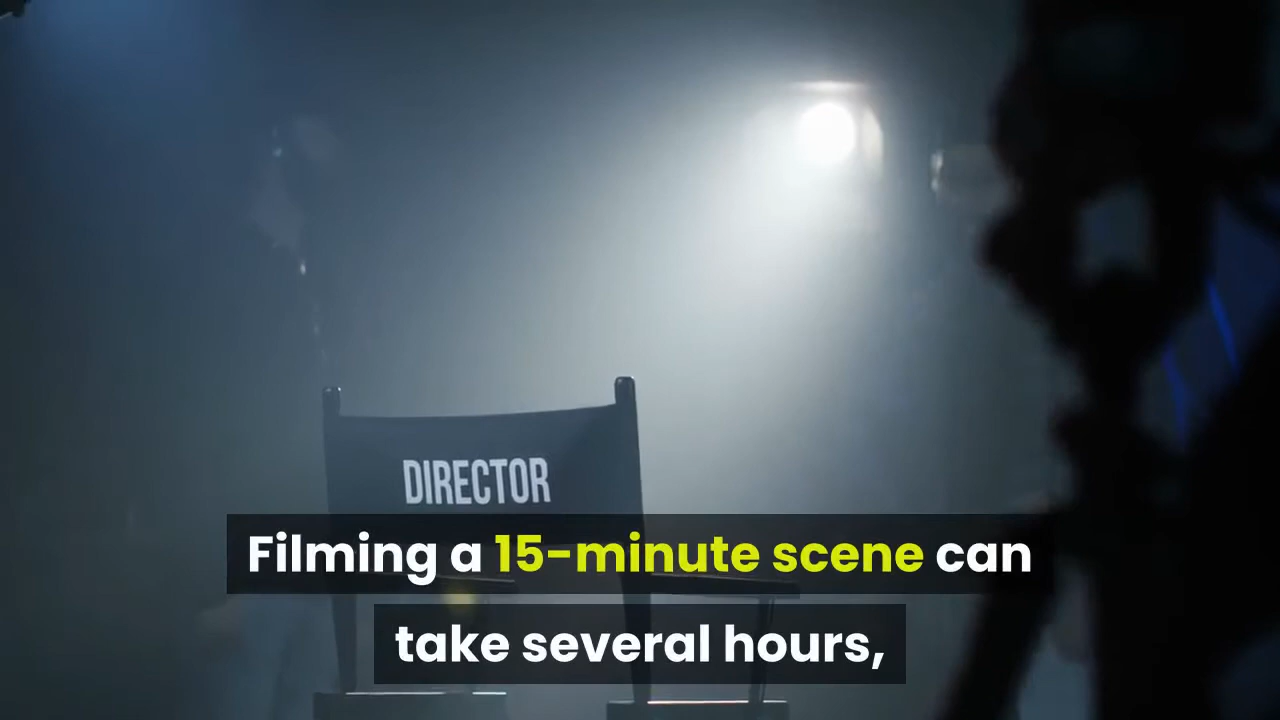 DIRECTOR
Filming a 15-minute scene can
take several hours,